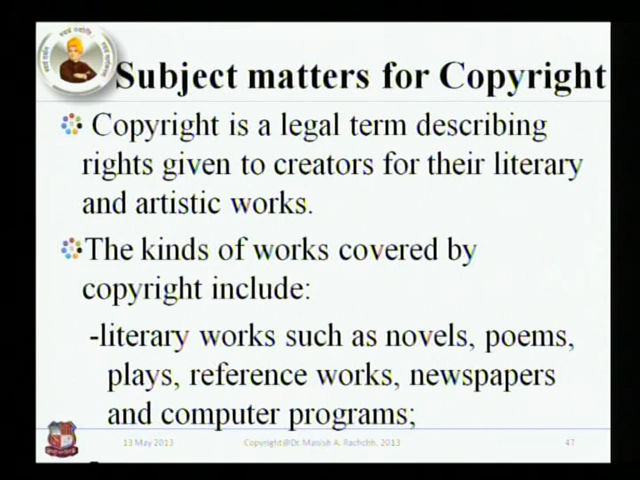 Subject matters for Copyright
Copyright is a legal term describing
rights given to creators for their literary
and artistic works.
The kinds of works covered by
copyright include:
-literary works such as novels, poems,
plays, reference works, newspapers
and computer programs;
13 May 2013
Copyright@Dr.Manish A. Rachchh. 2013
47